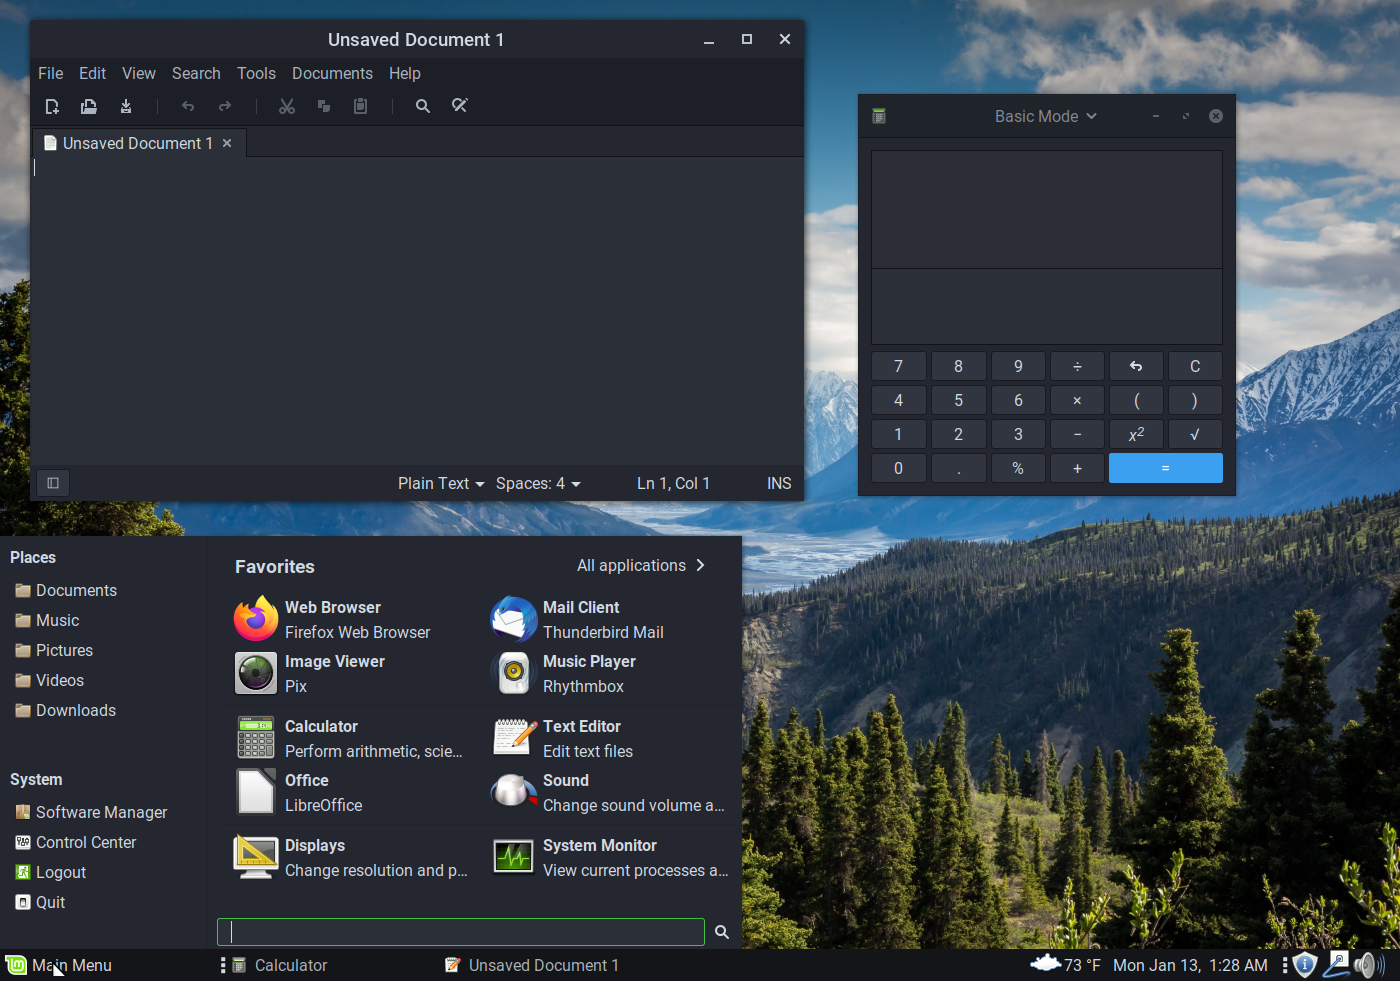 Unsaved Document 1
File Edit View Search Tools Documents Help
Unsaved Document 1
Plain Text Spaces: 4 Ln 1, Col 1 INS
Basic Mode
7 8 9 ÷ C
4 5 6 × ( )
1 2 3 − x² √
0 . % + =
Places
Documents
Music
Pictures
Videos
Downloads
System
Software Manager
Control Center
Logout
Quit
Favorites
All applications
Web Browser
Firefox Web Browser
Mail Client
Thunderbird Mail
Image Viewer
Pix
Music Player
Rhythmbox
Calculator
Perform arithmetic, scie...
Text Editor
Edit text files
Office
LibreOffice
Sound
Change sound volume a...
Displays
Change resolution and p...
System Monitor
View current processes a...
Main Menu Calculator Unsaved Document 1 73 °F Mon Jan 13, 1:28 AM